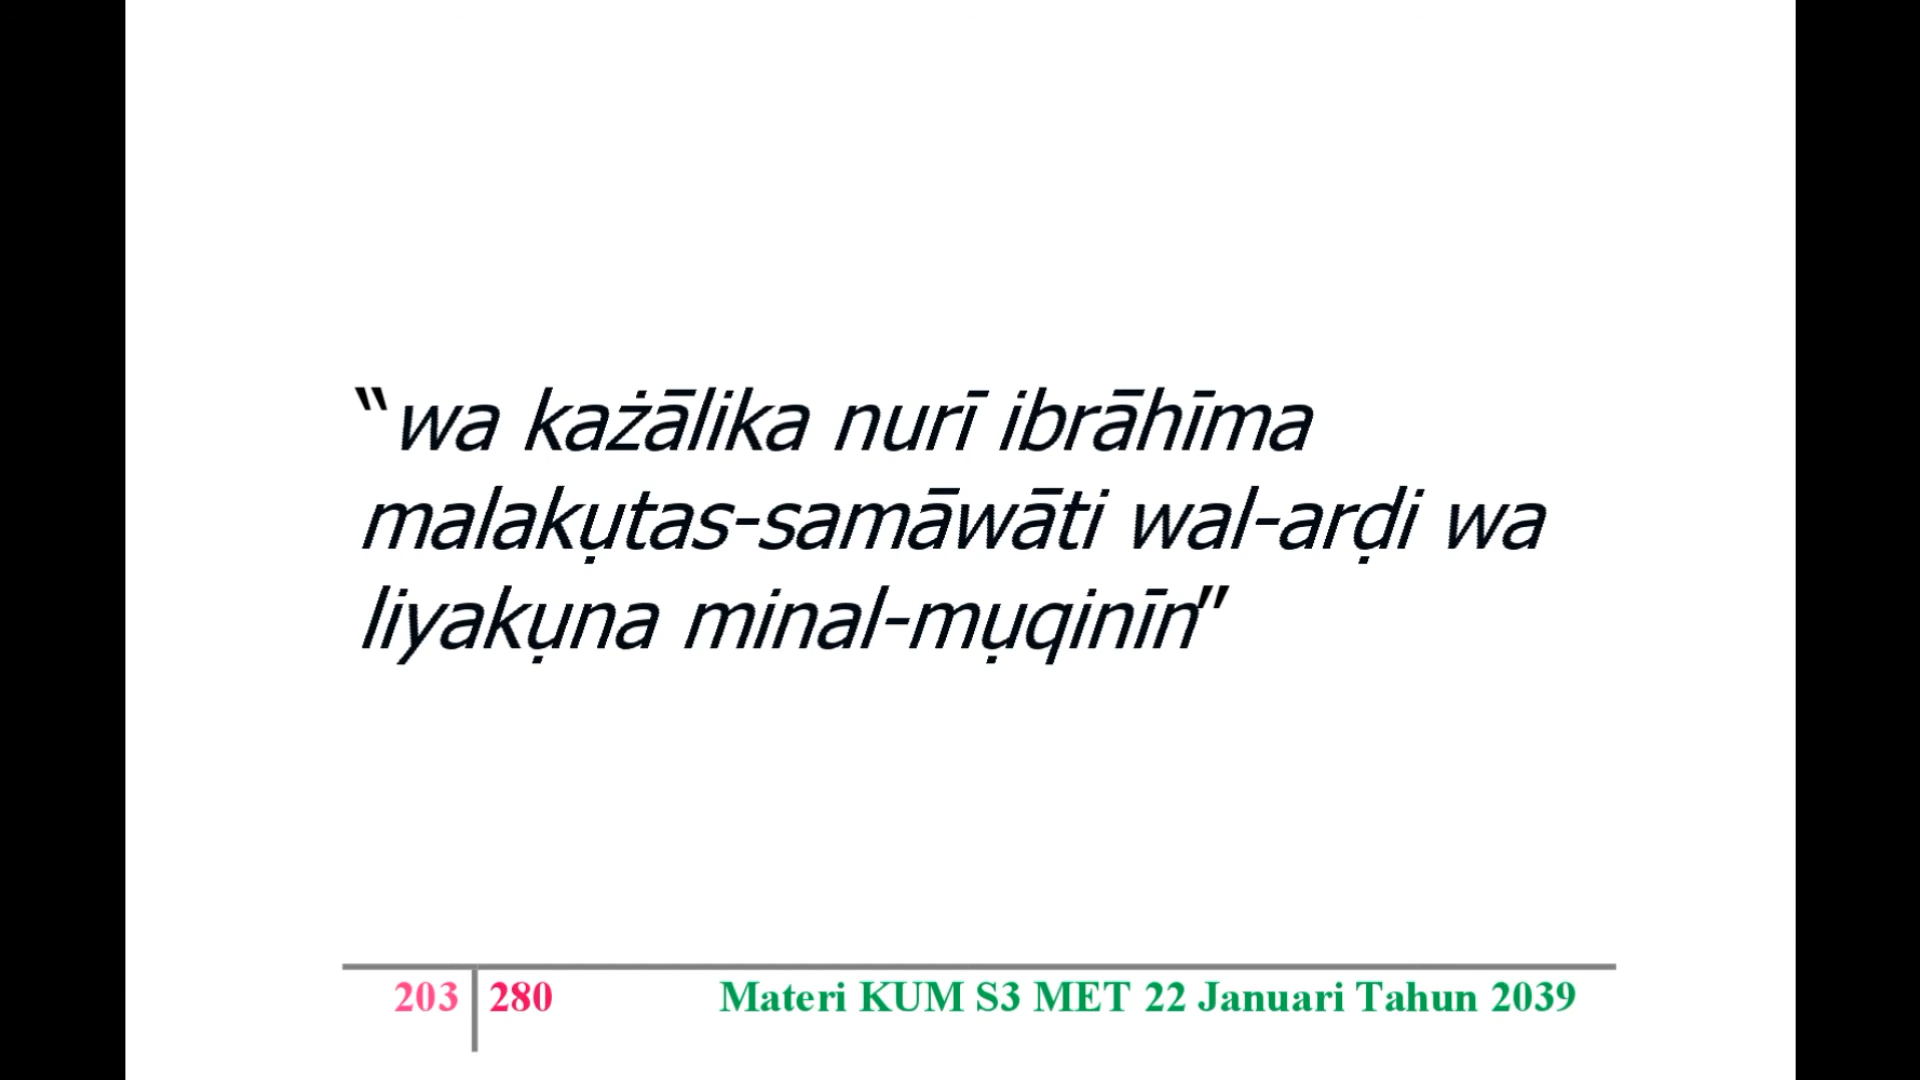 “wa każālika nurī ibrāhīma
malakụtas-samāwāti wal-arḍi wa
liyakụna minal-mụqinīn”
203 280 Materi KUM S3 MET 22 Januari Tahun 2039